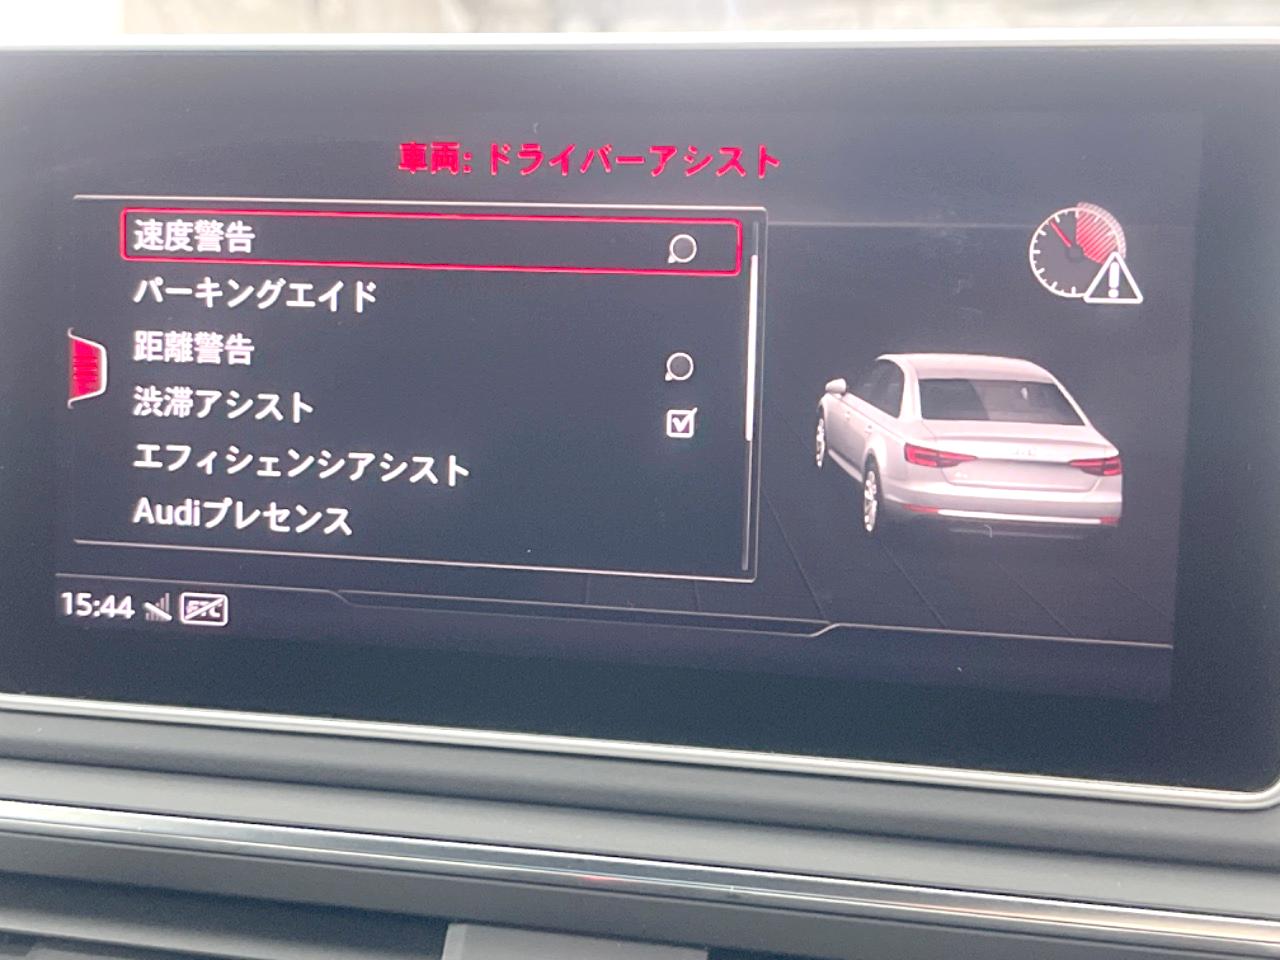 車両: ドライバーアシスト
速度警告
パーキングエイド
距離警告
渋滞アシスト
エフィシェンシアシスト
Audiプレセンス
15:44 ETC